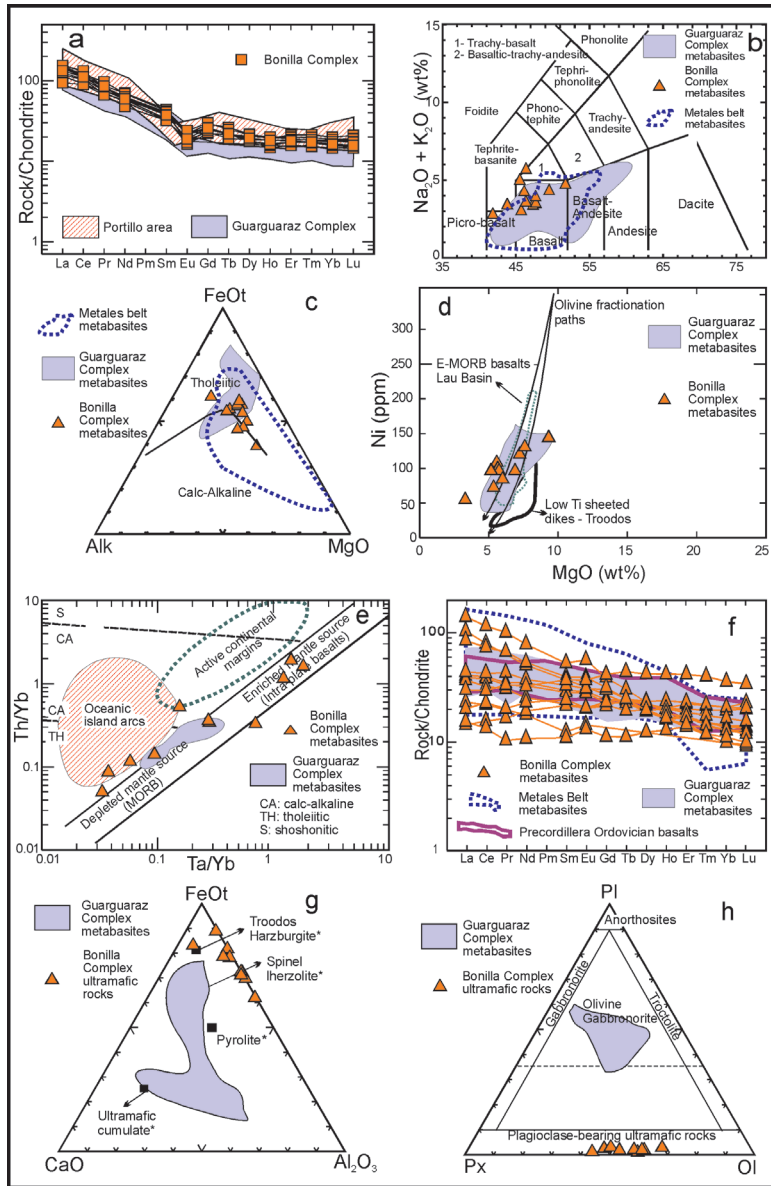 a
Bonilla Complex
100
1
Rock/Chondrite
Portillo area
Guarguaraz Complex
La Ce Pr Nd Pm Sm Eu Gd Tb Dy Ho Er Tm Yb Lu
b
15
10
5
0
Na2O + K2O (wt%)
1- Trachy-basalt
2- Basaltic-trachy-andesite
Phonolite
Tephri-
phonolite
Foidite
Phono-
tephite
Trachy-
andesite
Tephrite-
basanite
1
2
Picro-basalt
Basalt
Basalt-
Andesite
Andesite
Dacite
35 45 55 65 75
Guarguaraz
Complex
metabasites
Bonilla
Complex
metabasites
Metales belt
metabasites
c
FeOt
Metales belt
metabasites
Guarguaraz
Complex
metabasites
Bonilla
Complex
metabasites
Tholeiitic
Calc-Alkaline
Alk
MgO
d
Ni (ppm)
300
250
200
150
100
50
0
Olivine fractionation
paths
E-MORB basalts
Lau Basin
Low Ti sheeted
dikes - Troodos
Guarguaraz
Complex
metabasites
Bonilla
Complex
metabasites
0 5 10 15 20 25
MgO (wt%)
e
10
1
0.1
0.01
Th/Yb
S
CA
CA
TH
Active continental
margins
Oceanic
island arcs
Enriched mantle source
(Intraplate basalts)
Depleted mantle source
(MORB)
Bonilla
Complex
metabasites
Guarguaraz
Complex
metabasites
CA: calc-alkaline
TH: tholeiitic
S: shoshonitic
0.01 0.1 1 10
Ta/Yb
f
100
10
1
Rock/Chondrite
Bonilla Complex
metabasites
Metales Belt
metabasites
Guarguaraz
Complex
metabasites
Precordillera Ordovician basalts
La Ce Pr Nd Pm Sm Eu Gd Tb Dy Ho Er Tm Yb Lu
g
FeOt
Guarguaraz
Complex
metabasites
Bonilla
Complex
ultramafic
rocks
Troodos
Harzburgite*
Spinel
lherzolite*
Pyrolite*
Ultramafic
cumulate*
CaO
Al2O3
h
Pl
Guarguaraz
Complex
metabasites
Bonilla Complex
ultramafic rocks
Anorthosites
Gabbronorite
Troctolite
Olivine
Gabbronorite
Plagioclase-bearing ultramafic rocks
Px
Ol